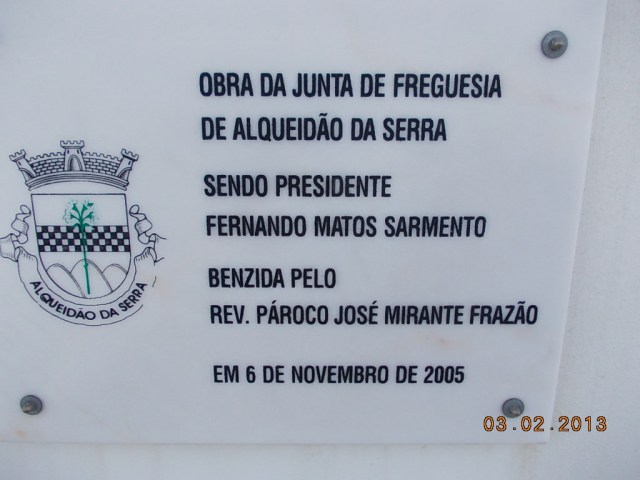 OBRA DA JUNTA DE FREGUESIA
DE ALQUEIDÃO DA SERRA
SENDO PRESIDENTE
FERNANDO MATOS SARMENTO
BENZIDA PELO
REV. PÁROCO JOSÉ MIRANTE FRAZÃO
EM 6 DE NOVEMBRO DE 2005
ALQUEIDÃO DA SERRA
03.02.2013